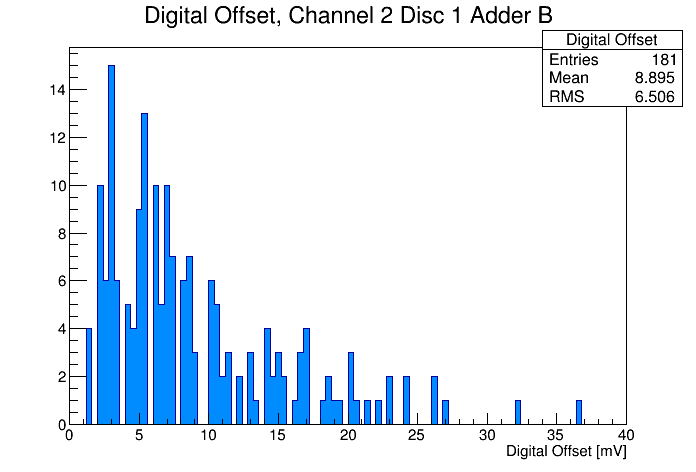 Digital Offset, Channel 2 Disc 1 Adder B
Digital Offset
Entries 181
Mean 8.895
RMS 6.506
14
12
10
8
6
4
2
0
0 5 10 15 20 25 30 35 40
Digital Offset [mV]